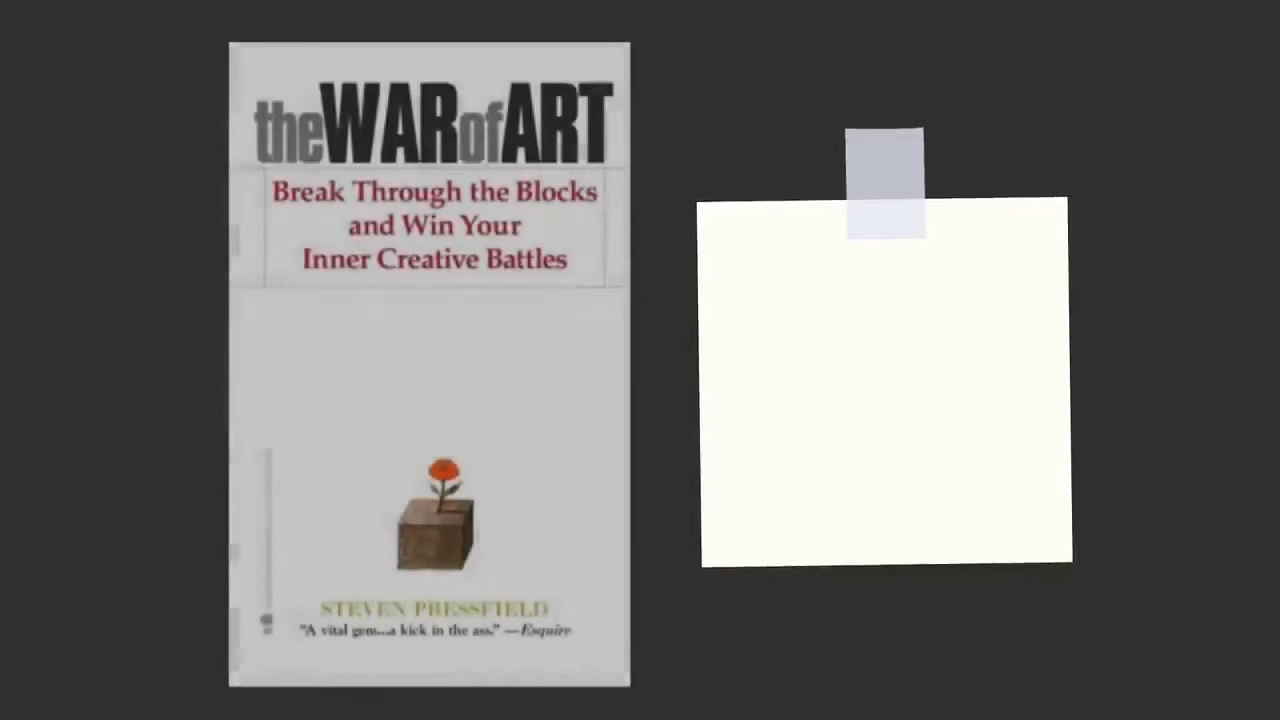 theWARofART
Break Through the Blocks
and Win Your
Inner Creative Battles
STEVEN PRESSFIELD
"A vital gem...a kick in the ass." —Esquire